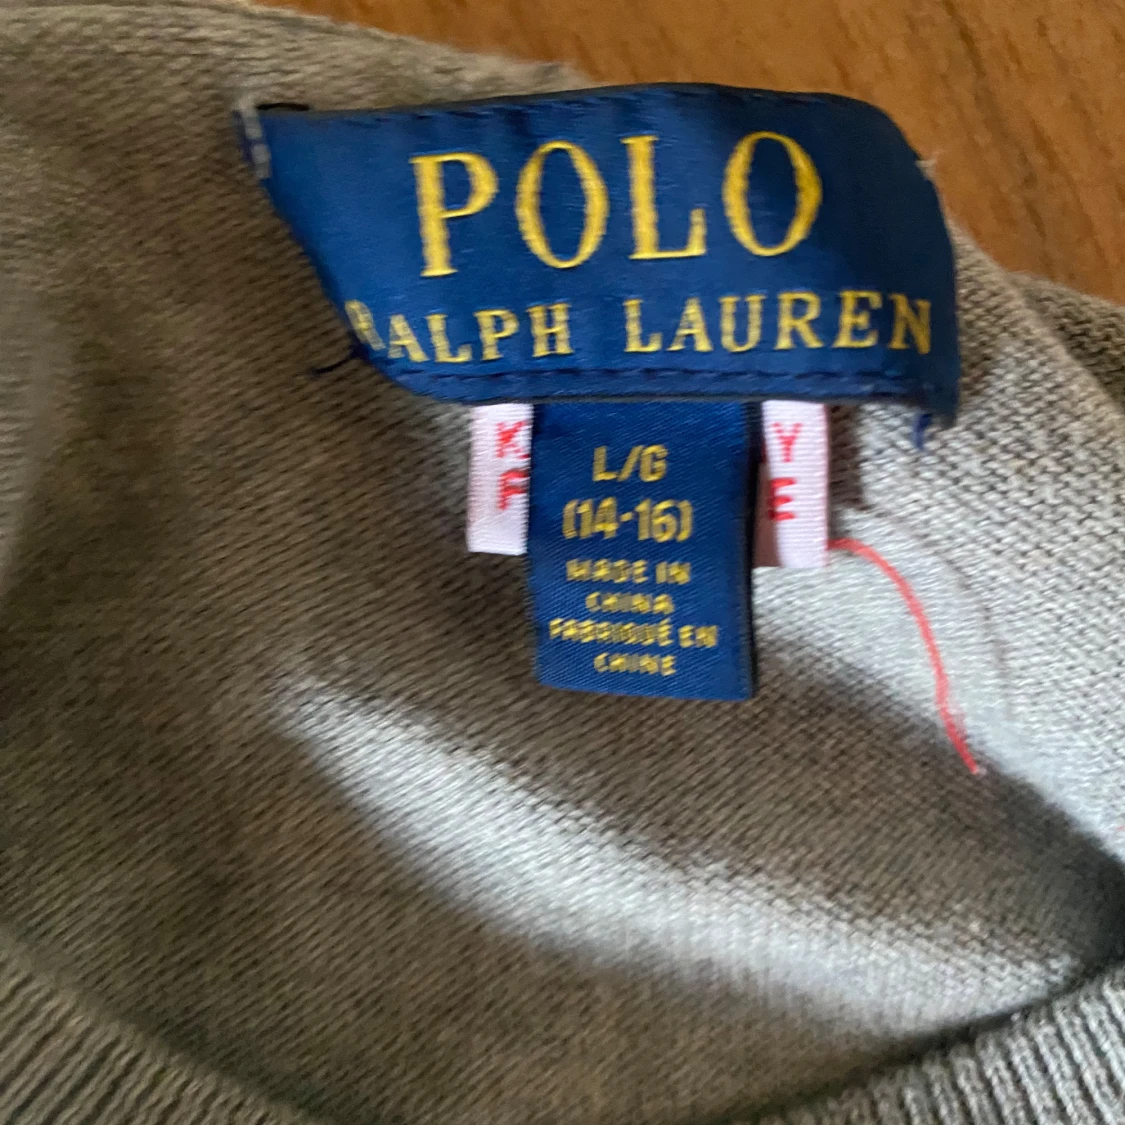 POLO
RALPH LAUREN
K Y
F E
L/G
(14-16)
MADE IN
CHINA
FABRIQUÉ EN
CHINE